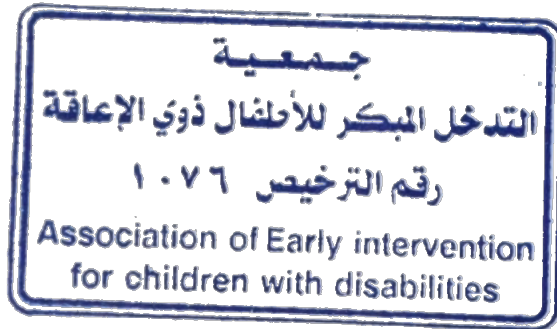 جمعية
التدخل المبكر للأطفال ذوي الإعاقة
رقم الترخيص ١٠٧٦
Association of Early intervention
for children with disabilities